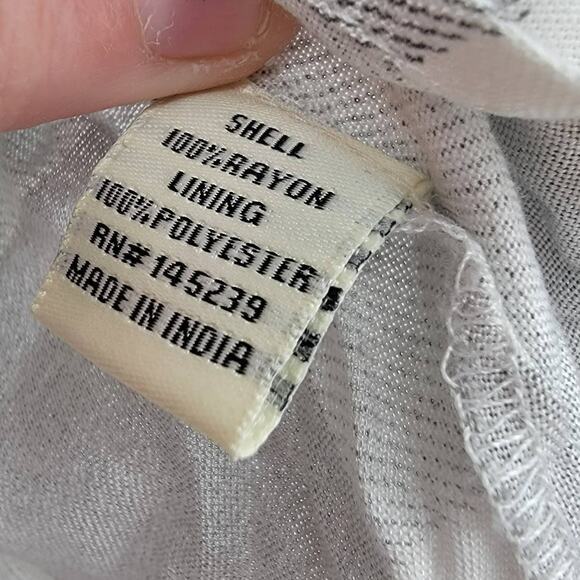 SHELL
100%RAYON
LINING
100%POLYESTER
RN# 145239
MADE IN INDIA